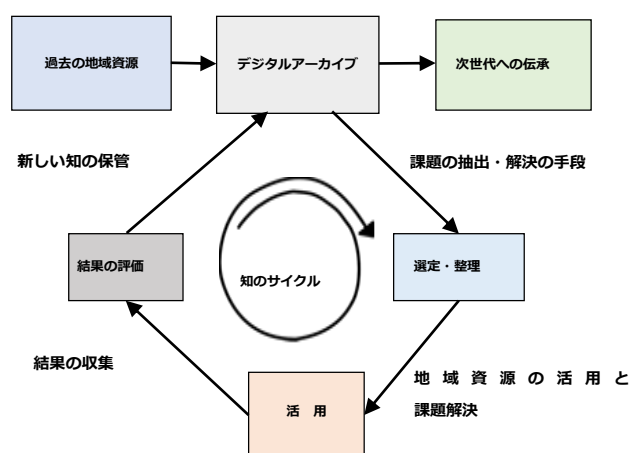 過去の地域資源
デジタルアーカイブ
次世代への伝承
新しい知の保管
課題の抽出・解決の手段
結果の評価
知のサイクル
選定・整理
結果の収集
地域資源の活用と
課題解決
活　用